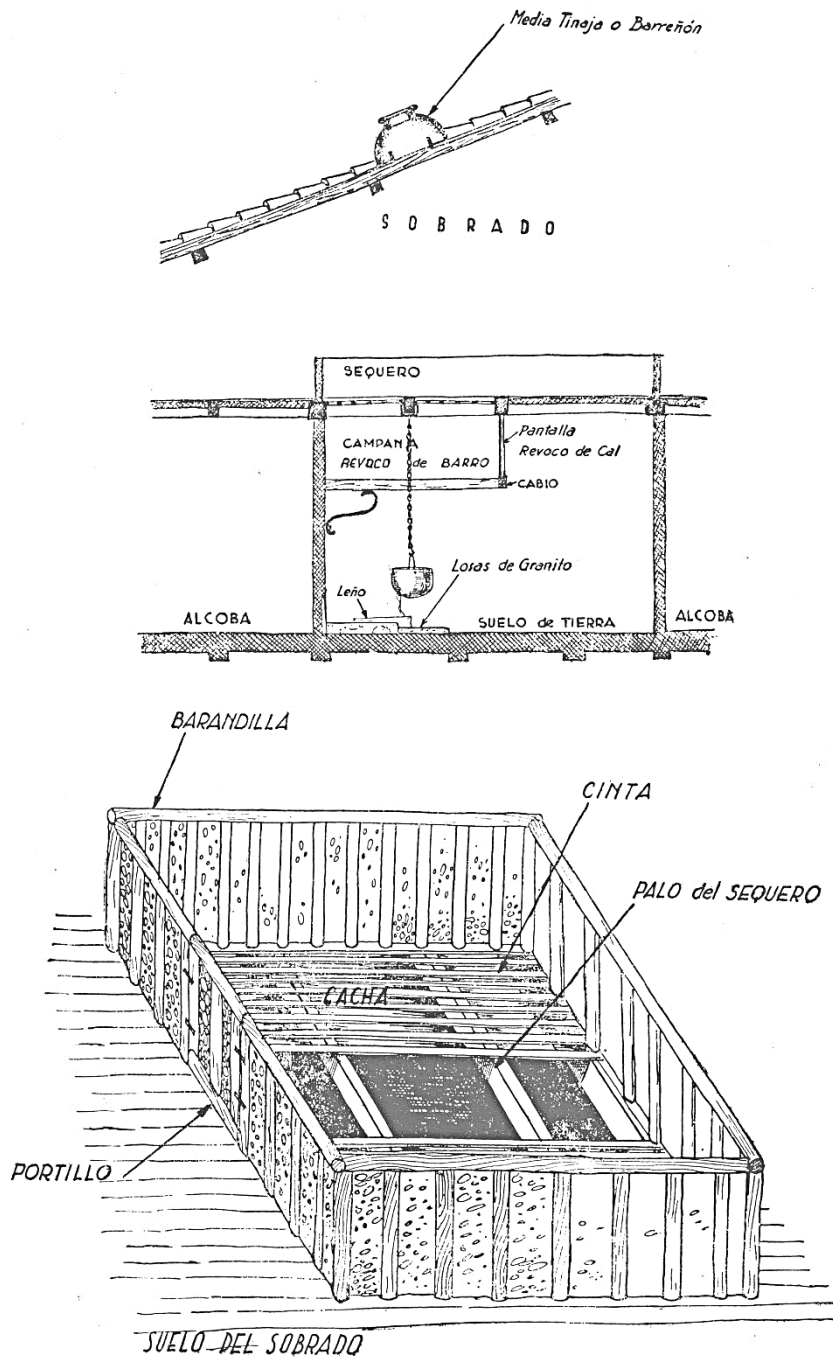 Media Tinaja o Barreñón
SOBRADO
SEQUERO
CAMPANA
REVOCO de BARRO
Pantalla
Revoco de Cal
CABIO
Losas de Granito
Leño
ALCOBA
SUELO de TIERRA
ALCOBA
BARANDILLA
CINTA
PALO del SEQUERO
CACHA
PORTILLO
SUELO DEL SOBRADO